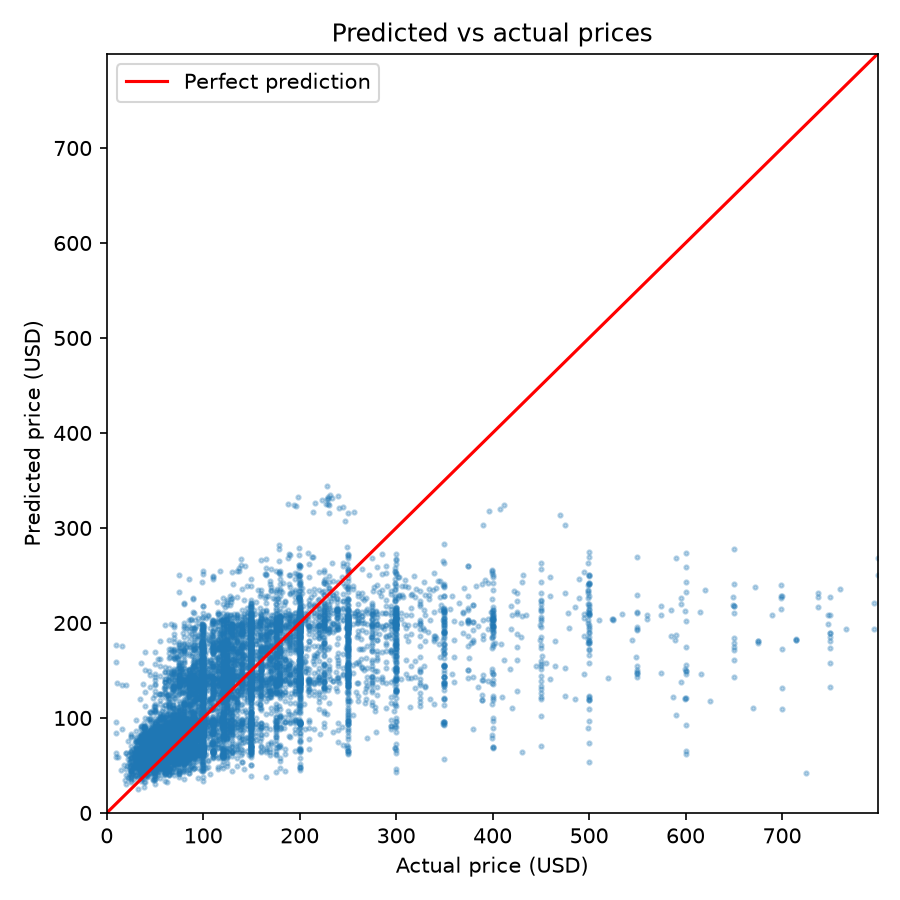 Predicted vs actual prices
Perfect prediction
700
600
500
400
300
200
100
0
Predicted price (USD)
0 100 200 300 400 500 600 700
Actual price (USD)